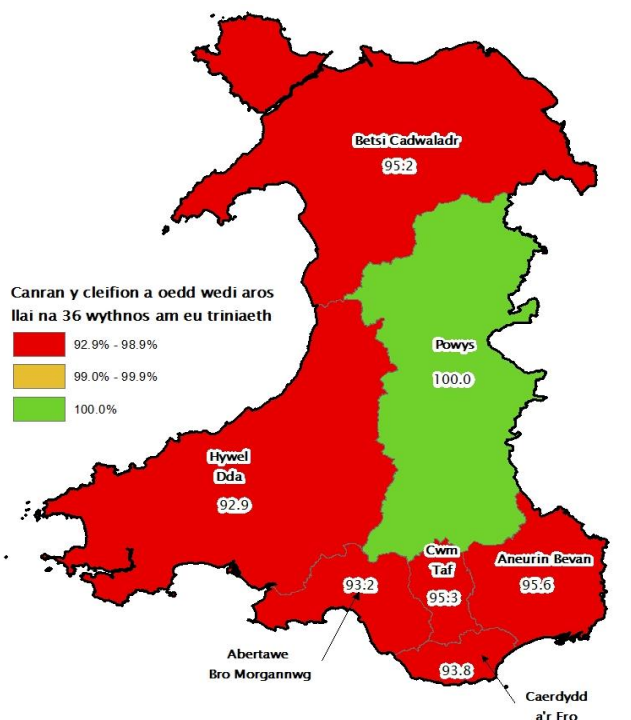 Betsi Cadwaladr
95.2
Canran y cleifion a oedd wedi aros
llai na 36 wythnos am eu triniaeth
92.9% - 98.9%
99.0% - 99.9%
100.0%
Powys
100.0
Hywel
Dda
92.9
Cwm
Taf
95.3
Aneurin Bevan
95.6
93.2
Abertawe
Bro Morgannwg
93.8
Caerdydd
a'r Fro